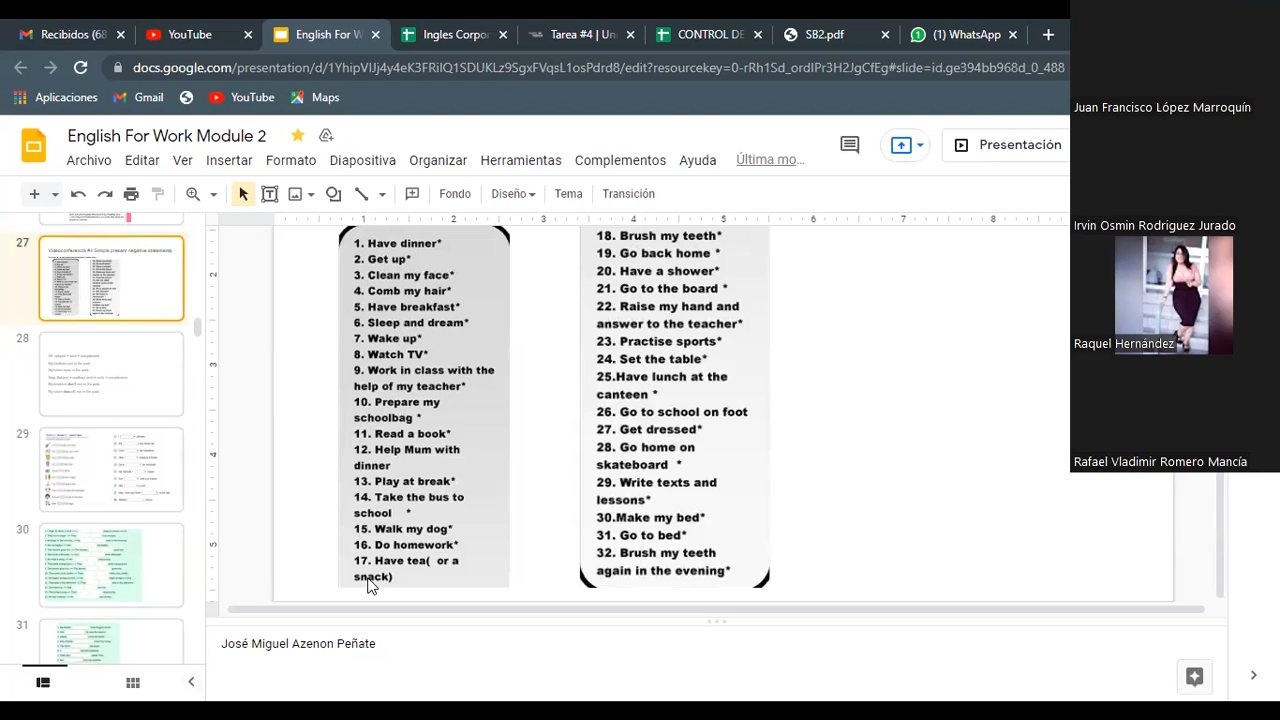 Recibidos (68
YouTube
English For W
Ingles Corpor
Tarea #4 | Un
CONTROL DE
SB2.pdf
(1) WhatsApp
docs.google.com/presentation/d/1YhipVIJj4y4eK3FRiIQ1SDUKLz9SgxFVqsL1osPdrd8/edit?resourcekey=0-rRh1Sd_ordIPr3H2JgCfEg#slide=id.ge394bb968d_0_488
Aplicaciones
Gmail
YouTube
Maps
English For Work Module 2
Archivo Editar Ver Insertar Formato Diapositiva Organizar Herramientas Complementos Ayuda Última mo...
Presentación
Fondo Diseño Tema Transición
Juan Francisco López Marroquín
Irvin Osmin Rodriguez Jurado
Raquel Hernández
Rafael Vladimir Romero Mancía
27
28
29
30
31
1. Have dinner*
2. Get up*
3. Clean my face*
4. Comb my hair*
5. Have breakfast*
6. Sleep and dream*
7. Wake up*
8. Watch TV*
9. Work in class with the
help of my teacher*
10. Prepare my
schoolbag *
11. Read a book*
12. Help Mum with
dinner
13. Play break*
14. Take the bus to
school *
15. Walk my dog*
16. Do homework*
17. Have tea( or a
snack)
18. Brush my teeth*
19. Go back home *
20. Have a shower*
21. Go to the board *
22. Raise my hand and
answer to the teacher*
23. Practise sports*
24. Set the table*
25.Have lunch at the
canteen *
26. Go to school on foot
27. Get dressed*
28. Go home on
skateboard *
29. Write texts and
lessons*
30.Make my bed*
31. Go to bed*
32. Brush my teeth
again in the evening*
Peñate